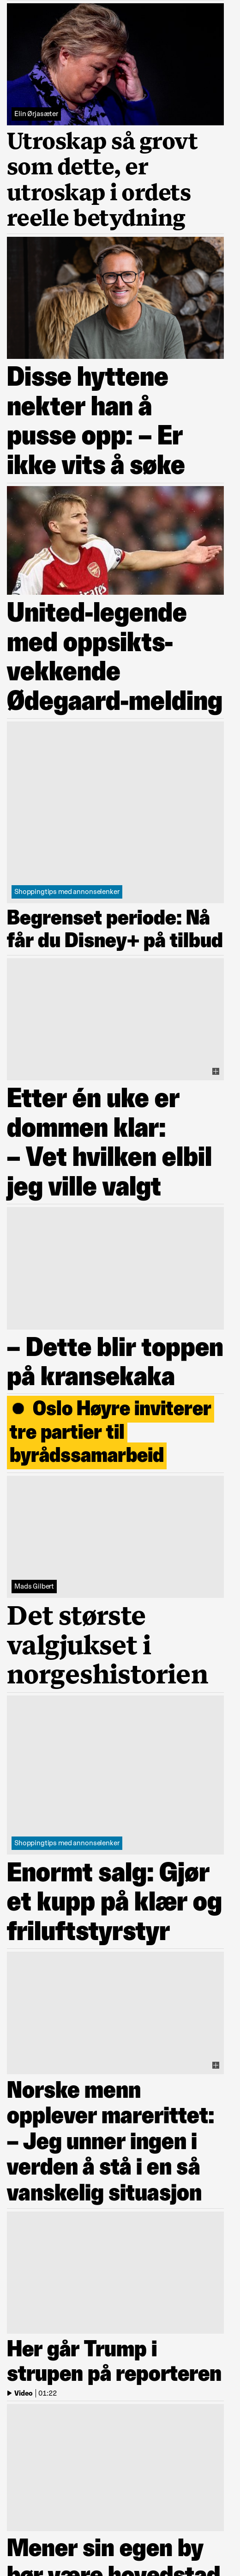 Elin Ørjasæter
Utroskap så grovt
som dette, er
utroskap i ordets
reelle betydning
Disse hyttene
nekter han å
pusse opp: – Er
ikke vits å søke
United-legende
med oppsikts-
vekkende
Ødegaard-melding
Shoppingtips med annonselenker
Begrenset periode: Nå
får du Disney+ på tilbud
Etter én uke er
dommen klar:
– Vet hvilken elbil
jeg ville valgt
– Dette blir toppen
på kransekaka
Oslo Høyre inviterer
tre partier til
byrådssamarbeid
Mads Gilbert
Det største
valgjukset i
norgeshistorien
Shoppingtips med annonselenker
Enormt salg: Gjør
et kupp på klær og
friluftstyrstyr
Norske menn
opplever marerittet:
– Jeg unner ingen i
verden å stå i en så
vanskelig situasjon
Her går Trump i
strupen på reporteren
Video | 01:22
Mener sin egen by
bør være hovedstad